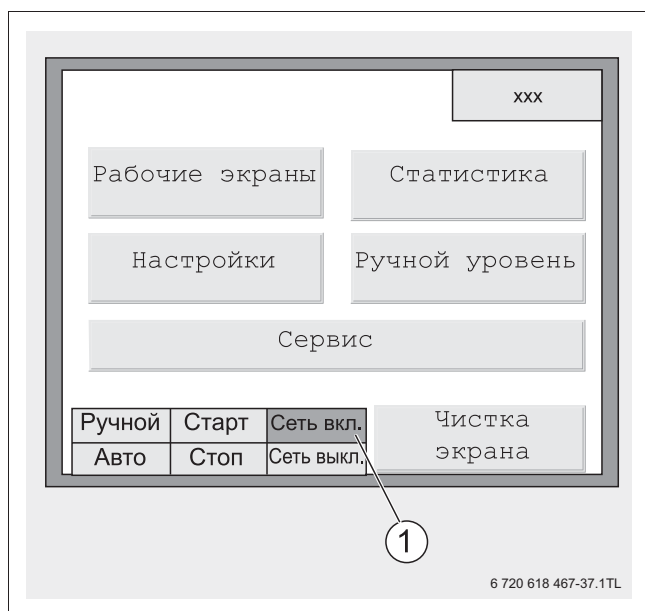 xxx
Рабочие экраны
Статистика
Настройки
Ручной уровень
Сервис
Ручной
Старт
Сеть вкл.
Чистка
экрана
Авто
Стоп
Сеть выкл.
1
6 720 618 467-37.1TL